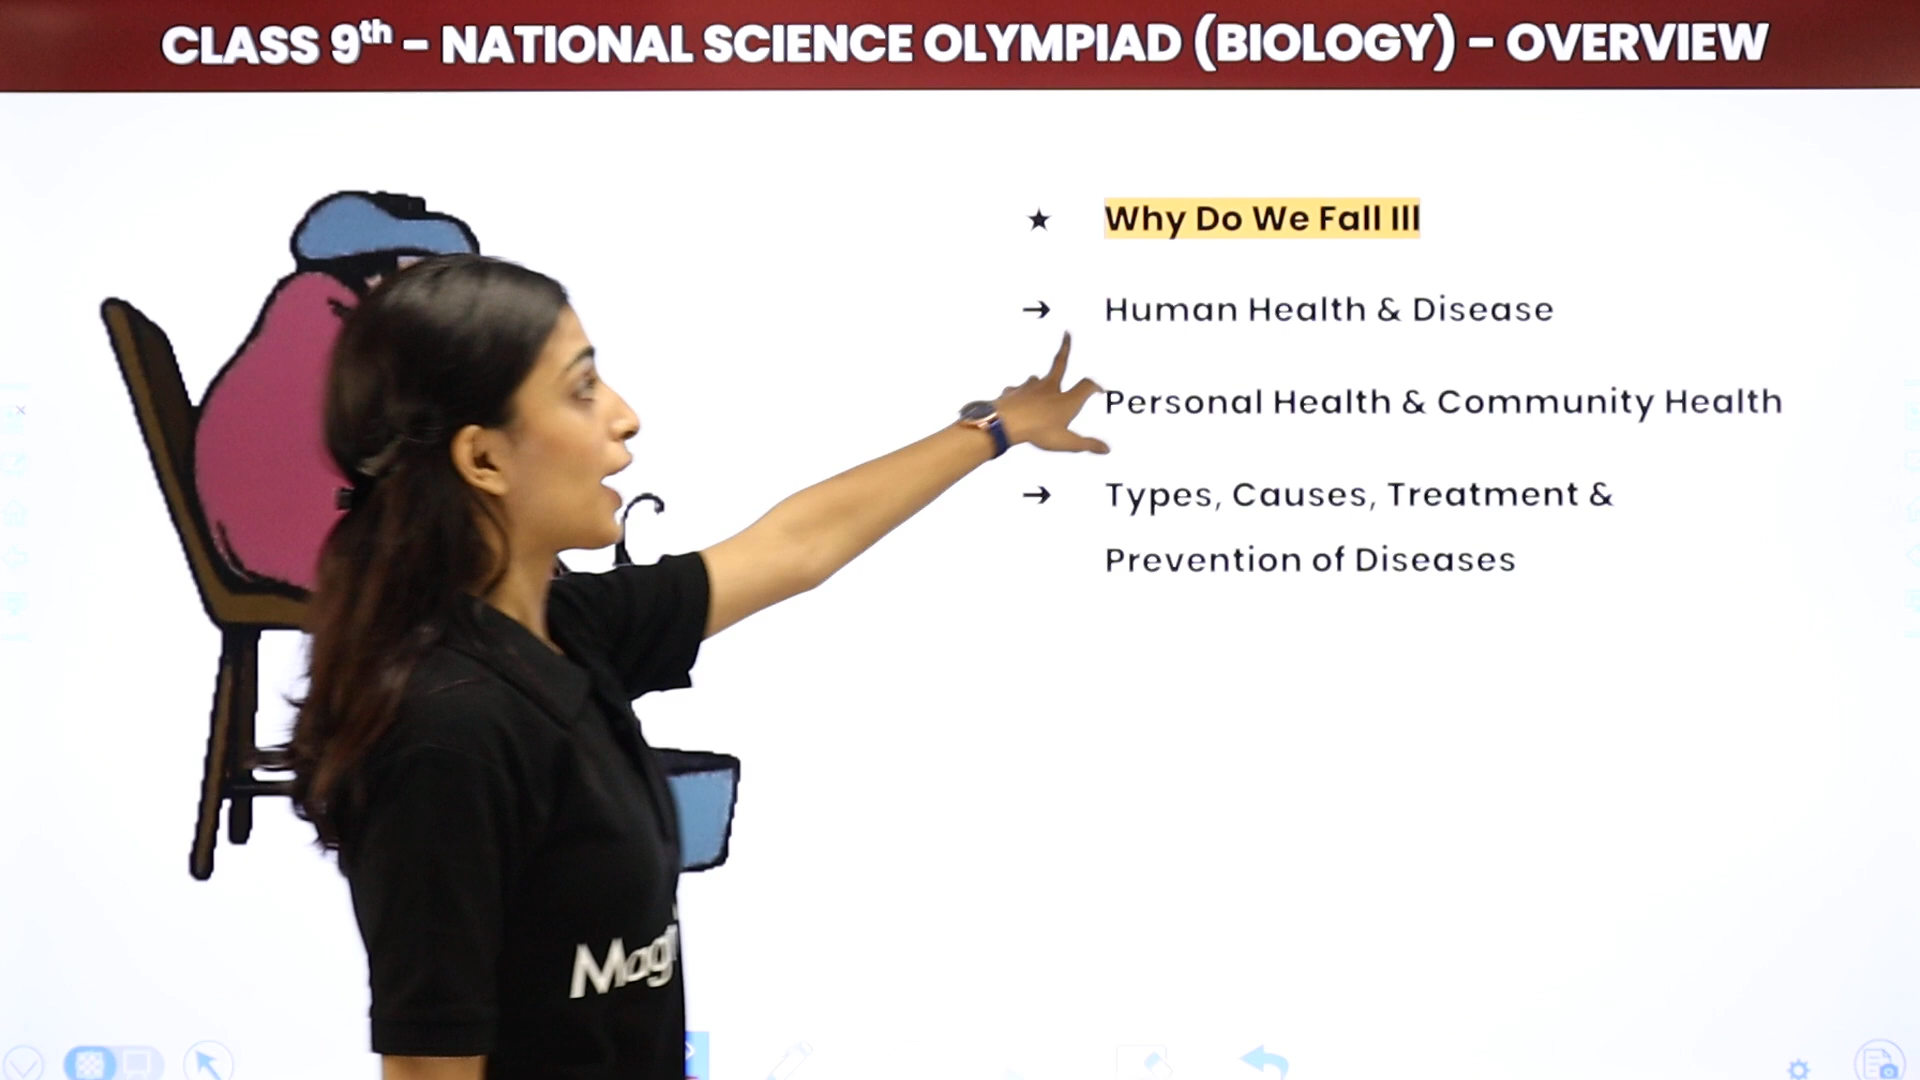 CLASS 9th - NATIONAL SCIENCE OLYMPIAD (BIOLOGY) - OVERVIEW
★ Why Do We Fall Ill
→ Human Health & Disease
Personal Health & Community Health
→ Types, Causes, Treatment &
Prevention of Diseases